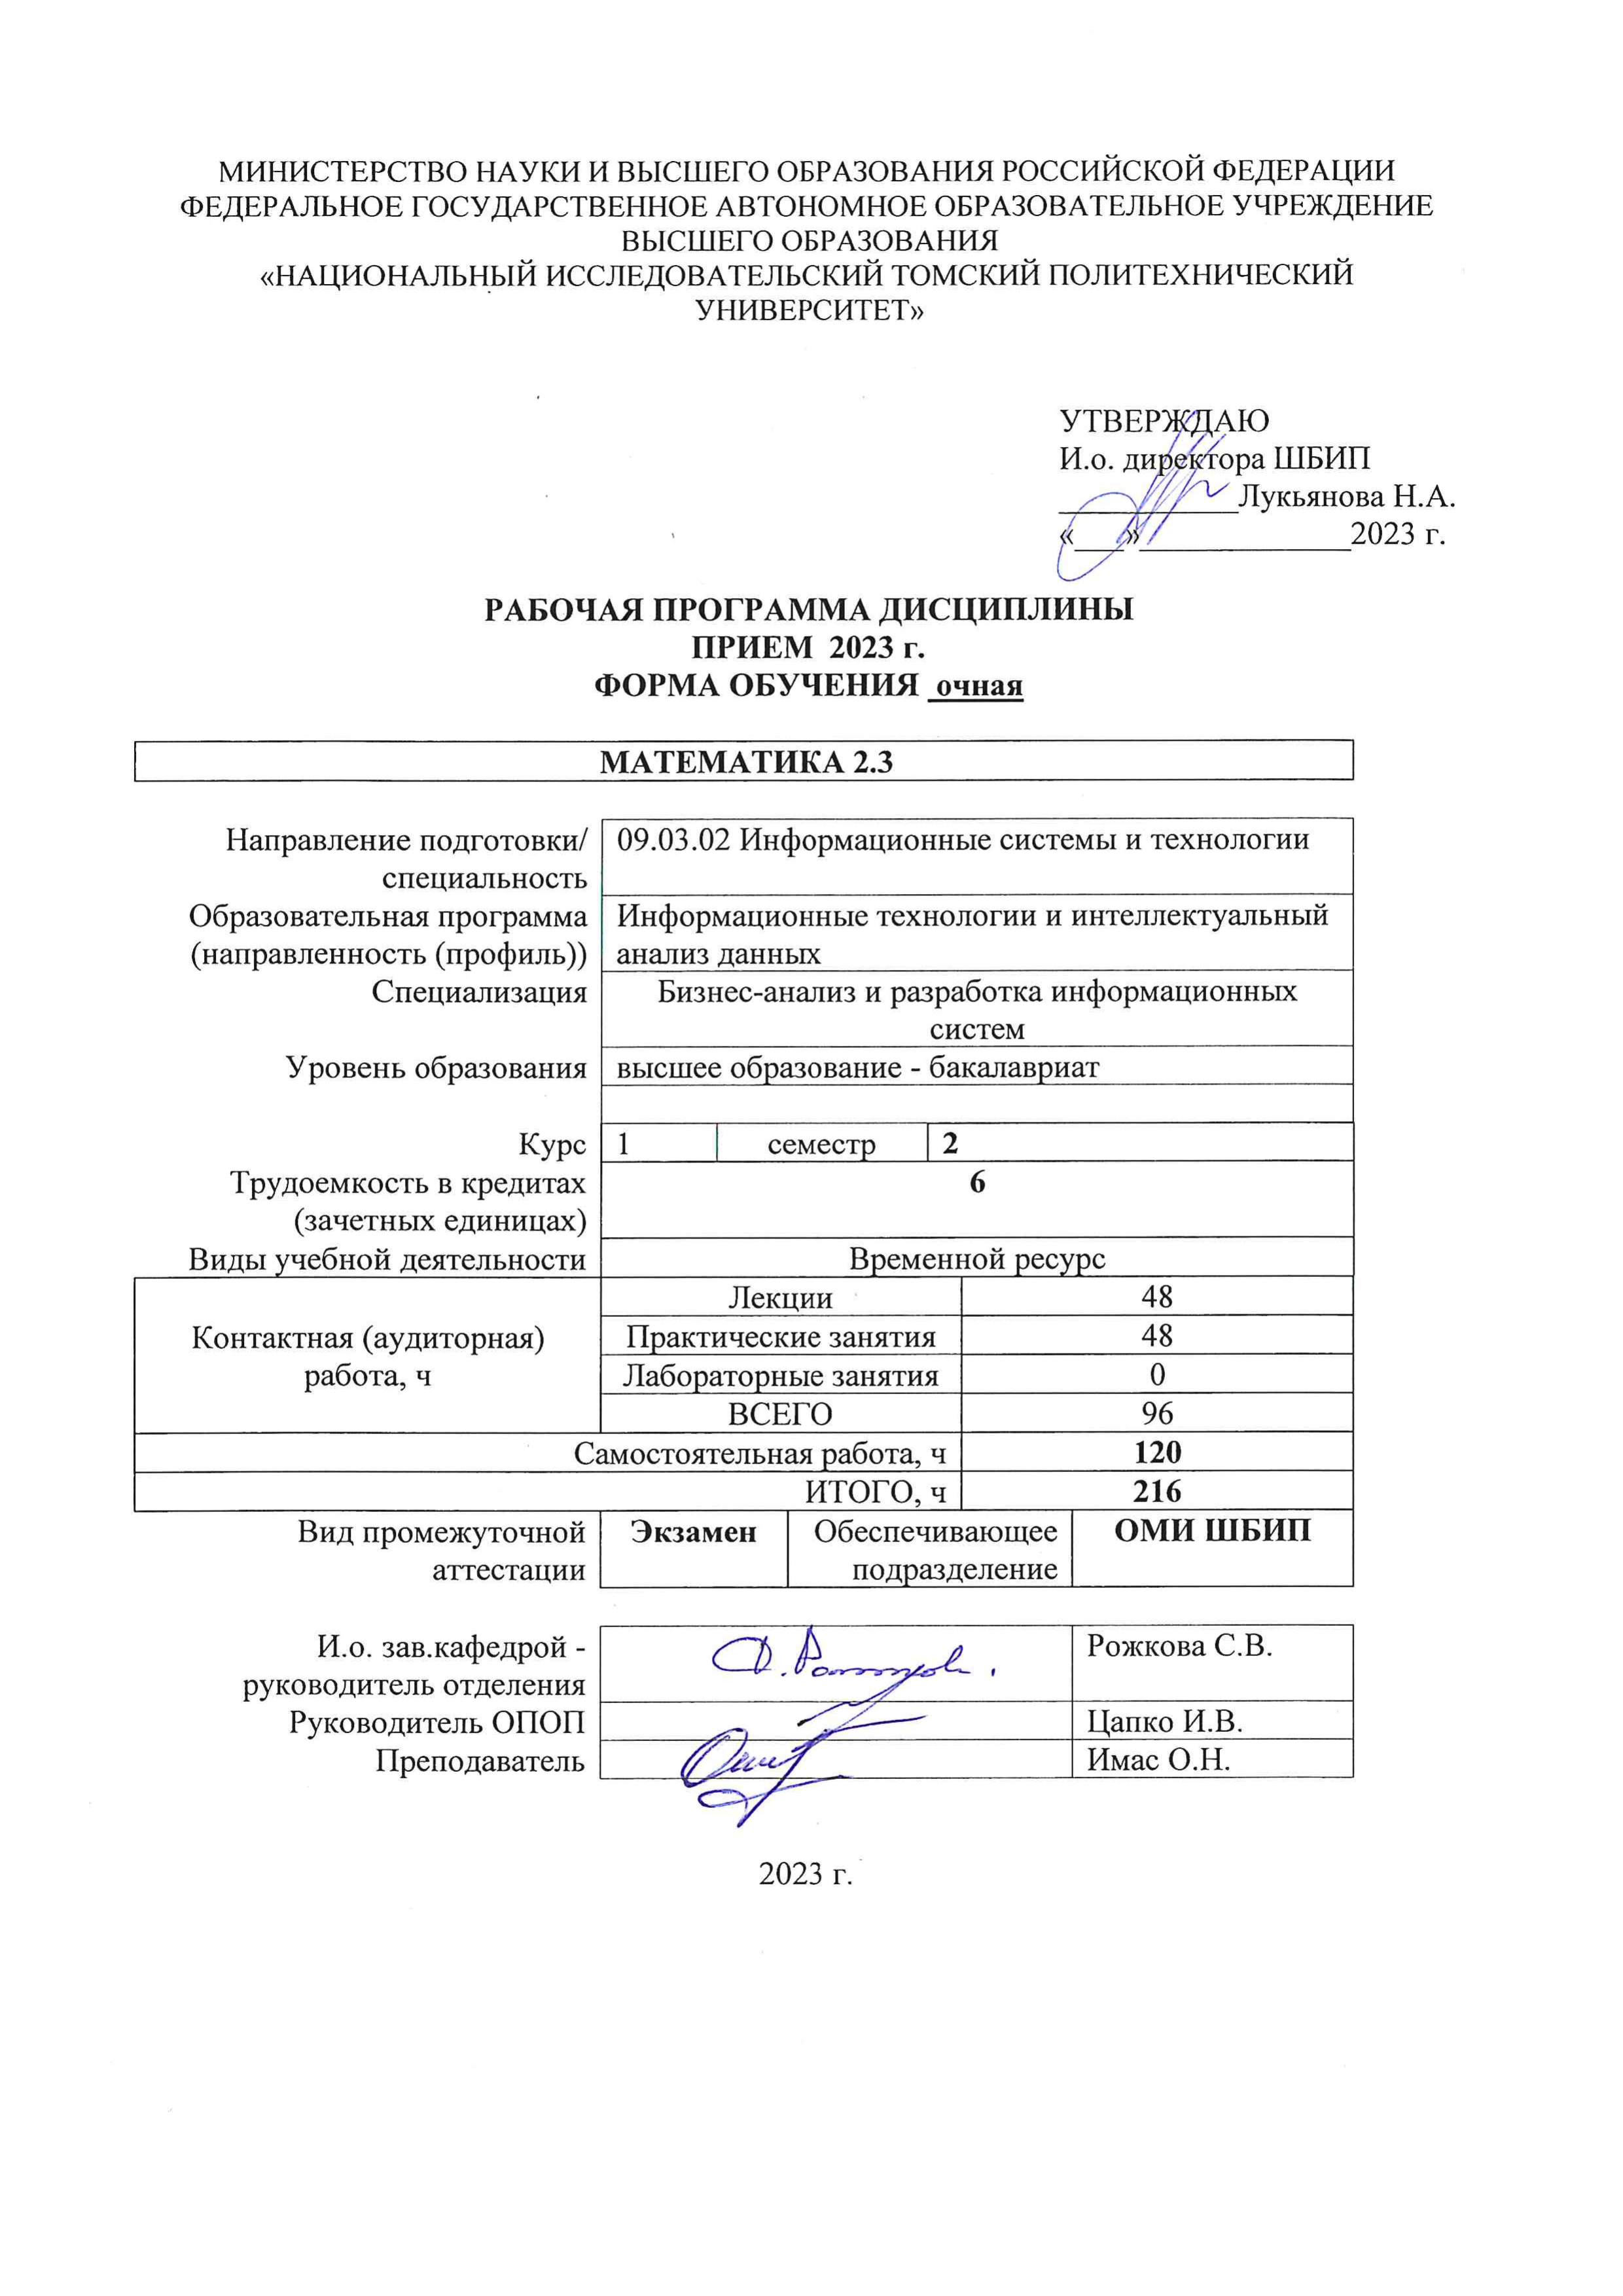 МИНИСТЕРСТВО НАУКИ И ВЫСШЕГО ОБРАЗОВАНИЯ РОССИЙСКОЙ ФЕДЕРАЦИИ
ФЕДЕРАЛЬНОЕ ГОСУДАРСТВЕННОЕ АВТОНОМНОЕ ОБРАЗОВАТЕЛЬНОЕ УЧРЕЖДЕНИЕ
ВЫСШЕГО ОБРАЗОВАНИЯ
«НАЦИОНАЛЬНЫЙ ИССЛЕДОВАТЕЛЬСКИЙ ТОМСКИЙ ПОЛИТЕХНИЧЕСКИЙ
УНИВЕРСИТЕТ»
УТВЕРЖДАЮ
И.о. директора ШБИП
___________Лукьянова Н.А.
«___»_____________2023 г.
РАБОЧАЯ ПРОГРАММА ДИСЦИПЛИНЫ
ПРИЕМ 2023 г.
ФОРМА ОБУЧЕНИЯ очная
МАТЕМАТИКА 2.3
Направление подготовки/ 09.03.02 Информационные системы и технологии
специальность
Образовательная программа Информационные технологии и интеллектуальный
(направленность (профиль)) анализ данных
Специализация Бизнес-анализ и разработка информационных
систем
Уровень образования высшее образование - бакалавриат
Курс 1 семестр 2
Трудоемкость в кредитах 6
(зачетных единицах)
Виды учебной деятельности Временной ресурс
Лекции 48
Контактная (аудиторная) Практические занятия 48
работа, ч Лабораторные занятия 0
ВСЕГО 96
Самостоятельная работа, ч 120
ИТОГО, ч 216
Вид промежуточной Экзамен Обеспечивающее ОМИ ШБИП
аттестации подразделение
И.о. зав.кафедрой - Рожкова С.В.
руководитель отделения
Руководитель ОПОП Цапко И.В.
Преподаватель Имас О.Н.
2023 г.